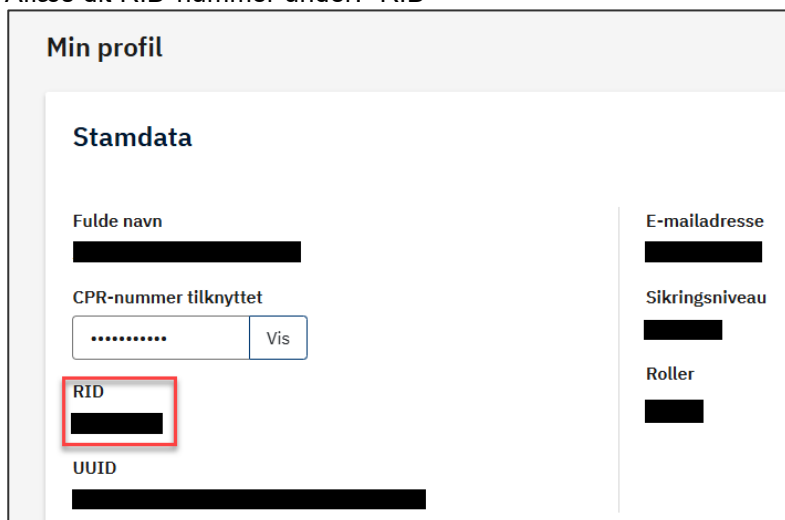 Min profil
Stamdata
Fulde navn
CPR-nummer tilknyttet
••••••••••• Vis
RID
UUID
E-mailadresse
Sikringsniveau
Roller